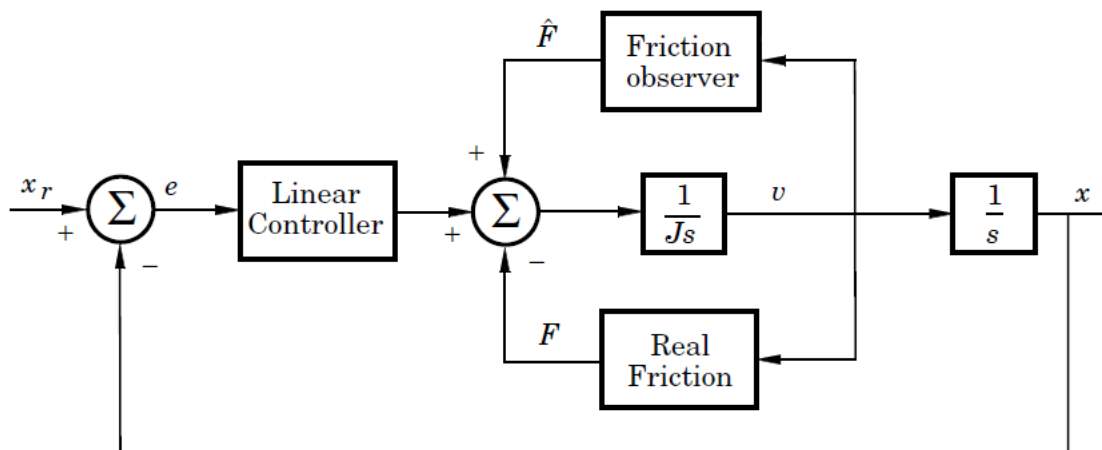 F̂
Friction
observer
+
x_r
Σ
e
Linear
Controller
Σ
1
Js
v
1
s
x
+
+
−
−
F
Real
Friction